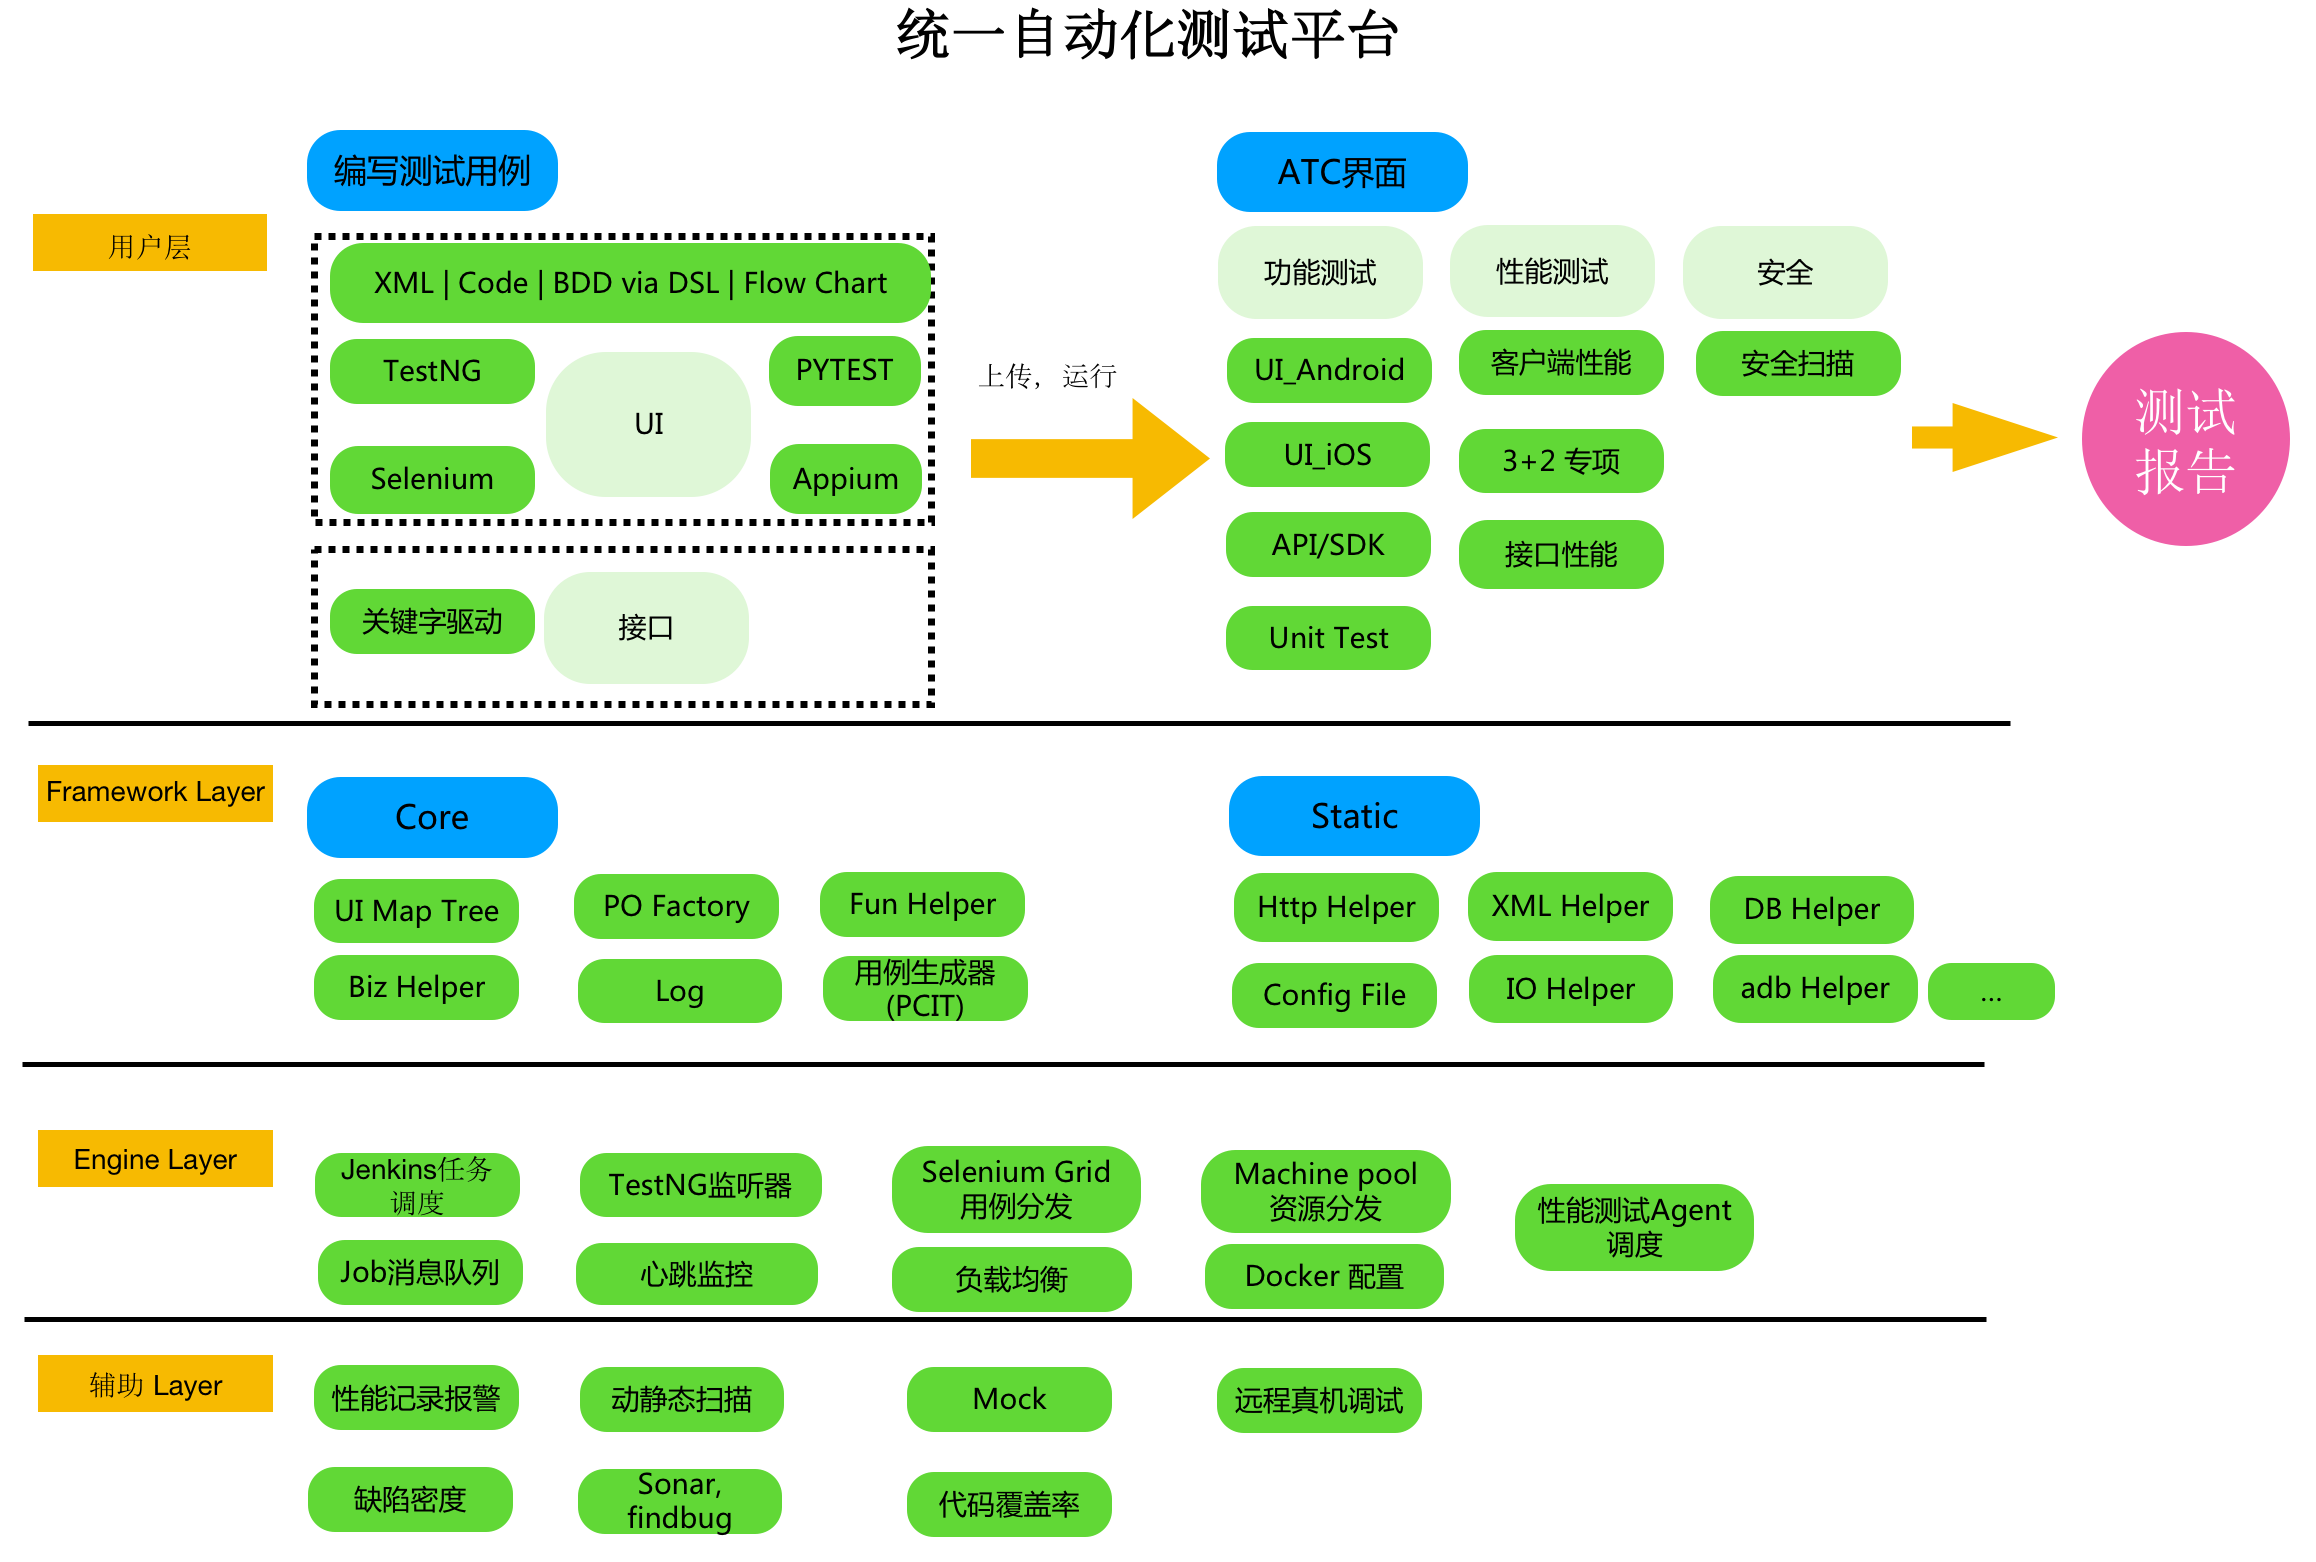 统一自动化测试平台
用户层
编写测试用例
XML | Code | BDD via DSL | Flow Chart
TestNG
UI
PYTEST
Selenium
Appium
关键字驱动
接口
上传，运行
ATC界面
功能测试
性能测试
安全
UI_Android
客户端性能
安全扫描
UI_iOS
3+2 专项
API/SDK
接口性能
Unit Test
测试
报告
Framework Layer
Core
UI Map Tree
PO Factory
Fun Helper
Biz Helper
Log
用例生成器
(PCIT)
Static
Http Helper
XML Helper
DB Helper
Config File
IO Helper
adb Helper
...
Engine Layer
Jenkins任务
调度
TestNG监听器
Selenium Grid
用例分发
Machine pool
资源分发
性能测试Agent
调度
Job消息队列
心跳监控
负载均衡
Docker 配置
辅助 Layer
性能记录报警
动静态扫描
Mock
远程真机调试
缺陷密度
Sonar,
findbug
代码覆盖率